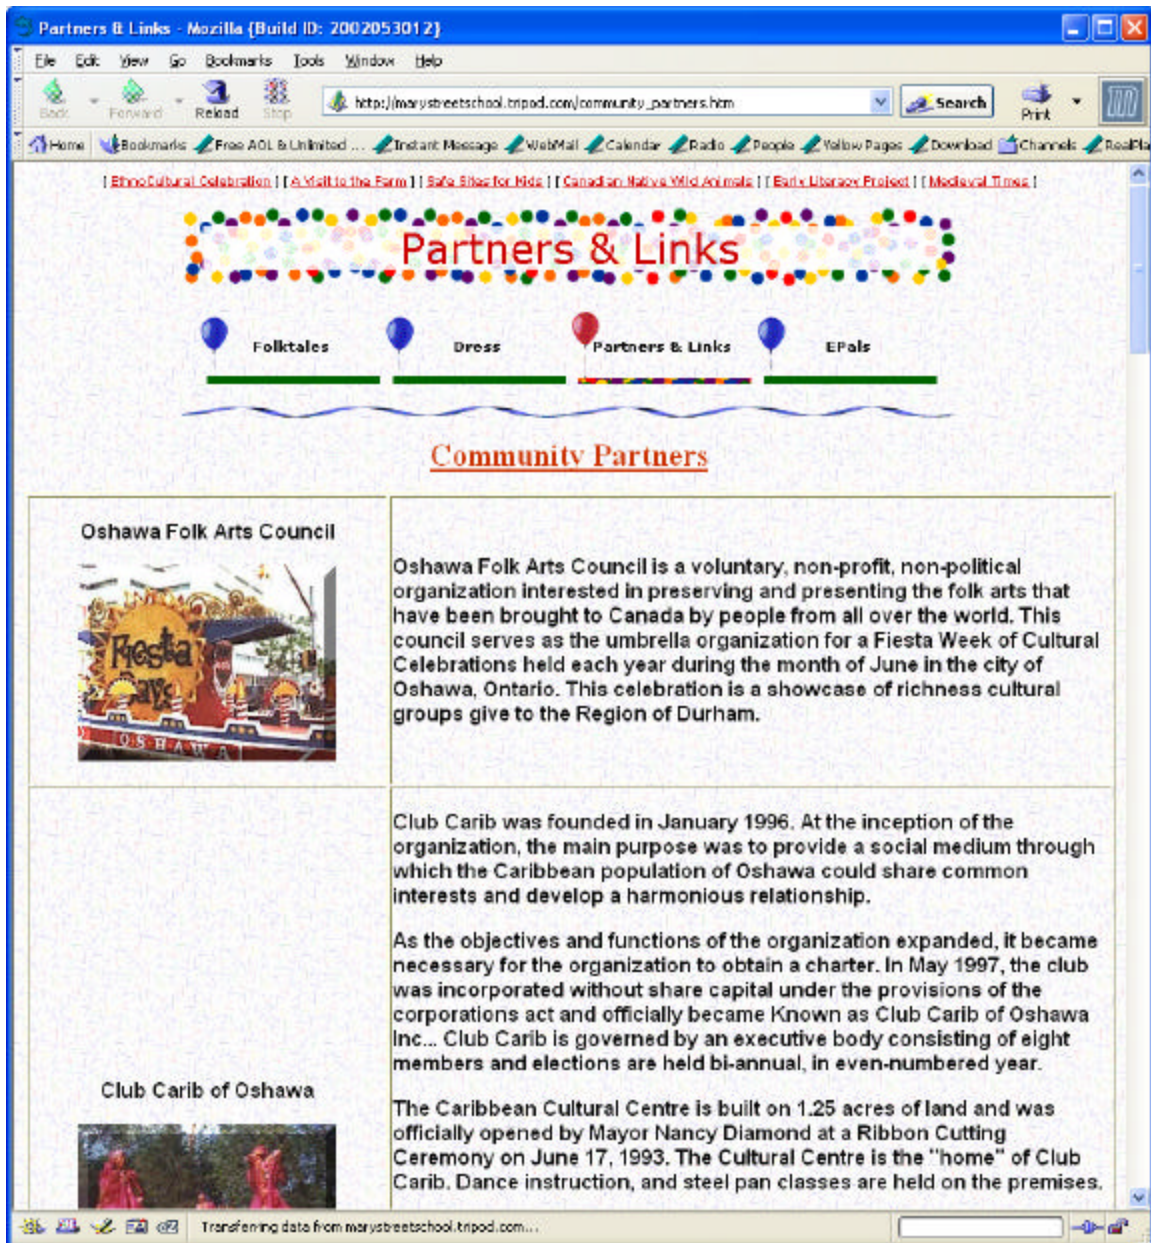 Partners & Links - Mozilla {Build ID: 2002053012}
File Edit View Go Bookmarks Tools Window Help
Back Forward Reload Stop http://marystreetschool.tripod.com/community_partners.htm Search Print
Home Bookmarks Free AOL & Unlimited ... Instant Message WebMail Calendar Radio People Yellow Pages Download Channels RealPla
[ EthnoCultural Celebration ] [ A Visit to the Farm ] [ Safe Sites for Kids ] [ Canadian Native Wild Animals ] [ Early Literacy Project ] [ Medieval Times ]
Partners & Links
Folktales Dress Partners & Links EPals
Community Partners
Oshawa Folk Arts Council
Fiesta
Days
OSHAWA
Oshawa Folk Arts Council is a voluntary, non-profit, non-political
organization interested in preserving and presenting the folk arts that
have been brought to Canada by people from all over the world. This
council serves as the umbrella organization for a Fiesta Week of Cultural
Celebrations held each year during the month of June in the city of
Oshawa, Ontario. This celebration is a showcase of richness cultural
groups give to the Region of Durham.
Club Carib of Oshawa
Club Carib was founded in January 1996. At the inception of the
organization, the main purpose was to provide a social medium through
which the Caribbean population of Oshawa could share common
interests and develop a harmonious relationship.
As the objectives and functions of the organization expanded, it became
necessary for the organization to obtain a charter. In May 1997, the club
was incorporated without share capital under the provisions of the
corporations act and officially became Known as Club Carib of Oshawa
Inc... Club Carib is governed by an executive body consisting of eight
members and elections are held bi-annual, in even-numbered year.
The Caribbean Cultural Centre is built on 1.25 acres of land and was
officially opened by Mayor Nancy Diamond at a Ribbon Cutting
Ceremony on June 17, 1993. The Cultural Centre is the "home" of Club
Carib. Dance instruction, and steel pan classes are held on the premises.
Transferring data from marystreetschool.tripod.com...